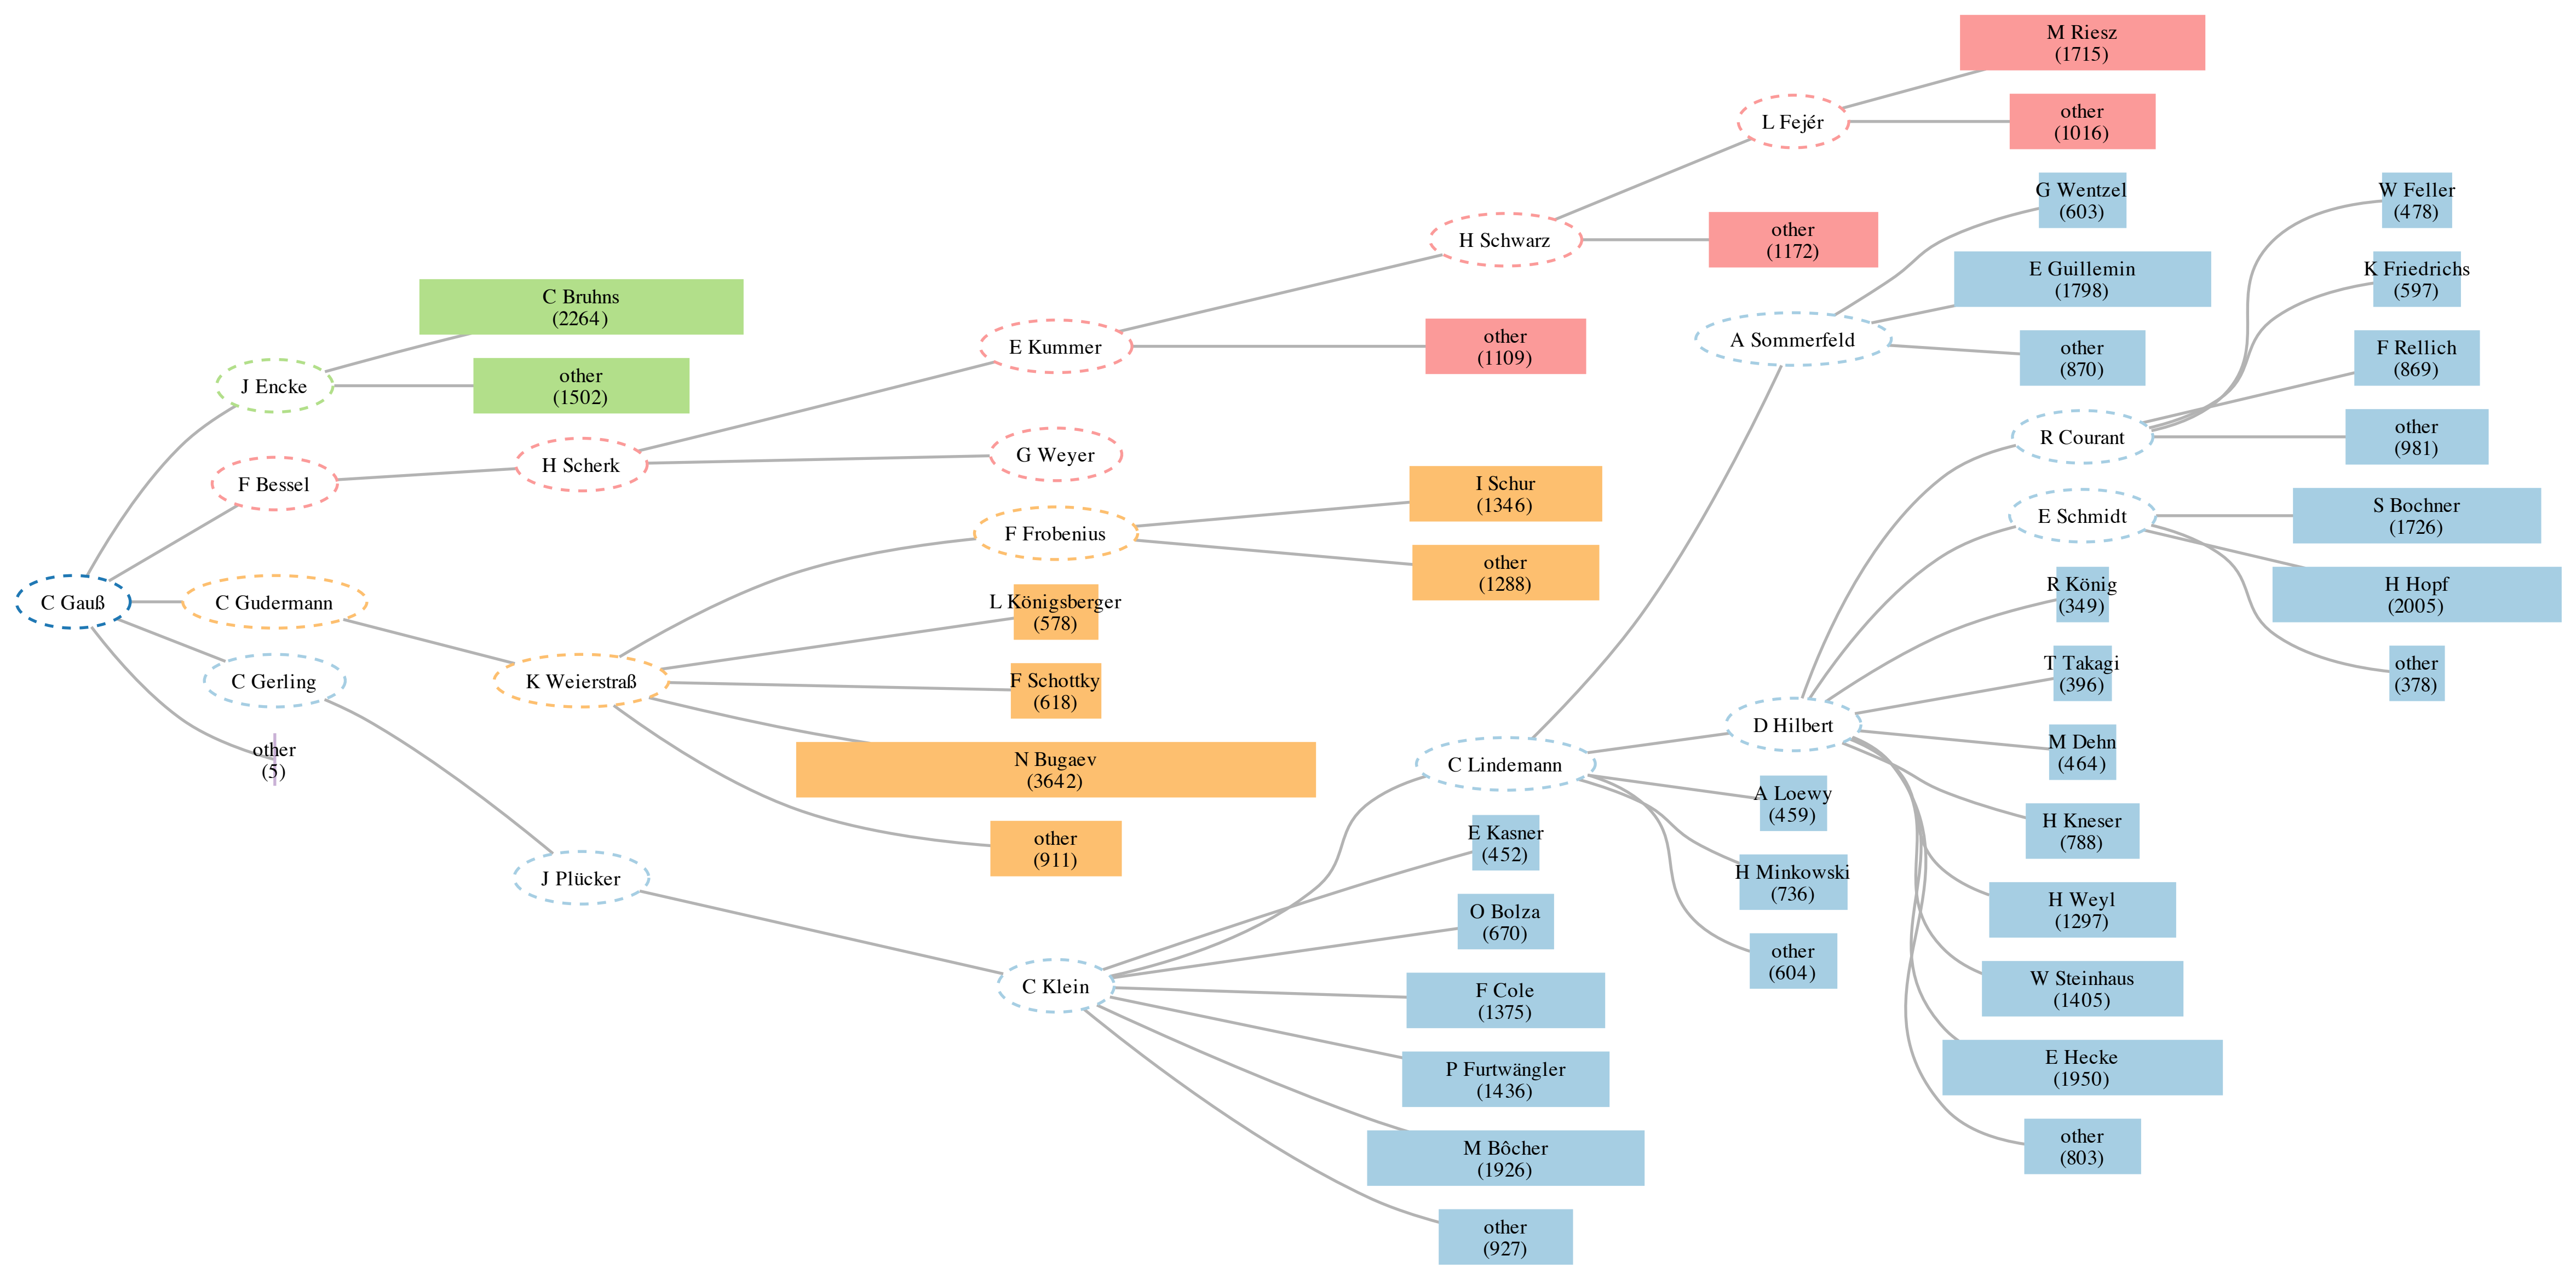 M Riesz
(1715)
L Fejér
other
(1016)
G Wentzel
(603)
W Feller
(478)
H Schwarz
other
(1172)
E Guillemin
(1798)
K Friedrichs
(597)
C Bruhns
(2264)
E Kummer
other
(1109)
A Sommerfeld
other
(870)
F Rellich
(869)
J Encke
other
(1502)
R Courant
other
(981)
H Scherk
G Weyer
F Bessel
I Schur
(1346)
E Schmidt
S Bochner
(1726)
F Frobenius
other
(1288)
C Gauß
C Gudermann
L Königsberger
(578)
R König
(349)
H Hopf
(2005)
C Gerling
K Weierstraß
F Schottky
(618)
T Takagi
(396)
other
(378)
other
(5)
N Bugaev
(3642)
C Lindemann
D Hilbert
M Dehn
(464)
A Loewy
(459)
other
(911)
E Kasner
(452)
H Kneser
(788)
J Plücker
H Minkowski
(736)
O Bolza
(670)
H Weyl
(1297)
other
(604)
C Klein
F Cole
(1375)
W Steinhaus
(1405)
P Furtwängler
(1436)
E Hecke
(1950)
M Bôcher
(1926)
other
(803)
other
(927)